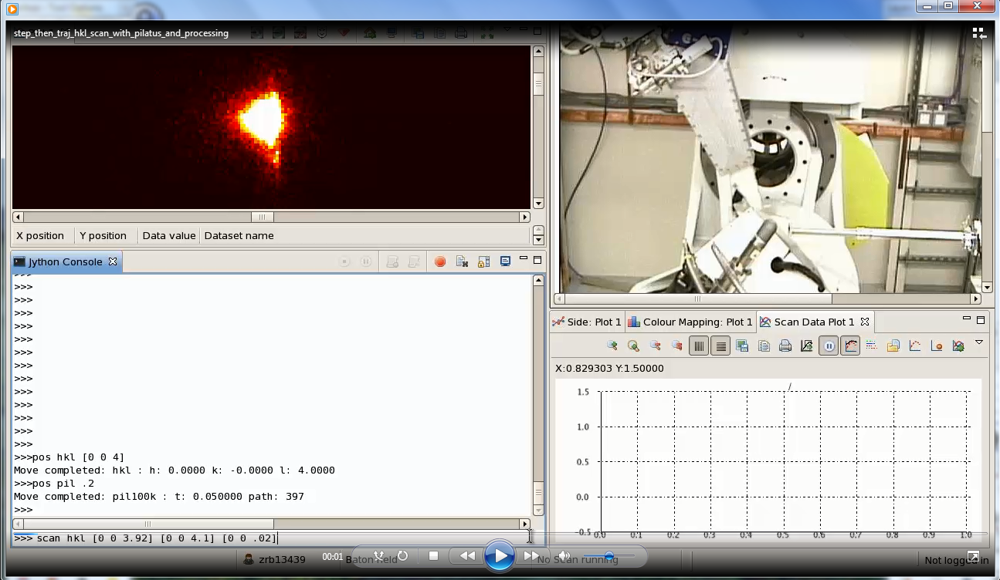 step_then_traj_hkl_scan_with_pilatus_and_processing
X position Y position Data value Dataset name
Jython Console
>>>
>>>
>>>
>>>
>>>
>>>
>>>
>>>
>>>
>>>
>>>
>>>
>>>
>>>
>>>pos hkl [0 0 4]
Move completed: hkl : h: 0.0000 k: -0.0000 l: 4.0000
>>>pos pil .2
Move completed: pil100k : t: 0.050000 path: 397
>>>
>>> scan hkl [0 0 3.92] [0 0 4.1] [0 0 .02]
Side: Plot 1 Colour Mapping: Plot 1 Scan Data Plot 1
X:0.829303 Y:1.50000
/
1.5
1.0
0.5
0.0
-0.5
0.0 0.1 0.2 0.3 0.4 0.5 0.6 0.7 0.8 0.9 1.0
zrb13439 00:01 Baton held No Scan running Not logged in